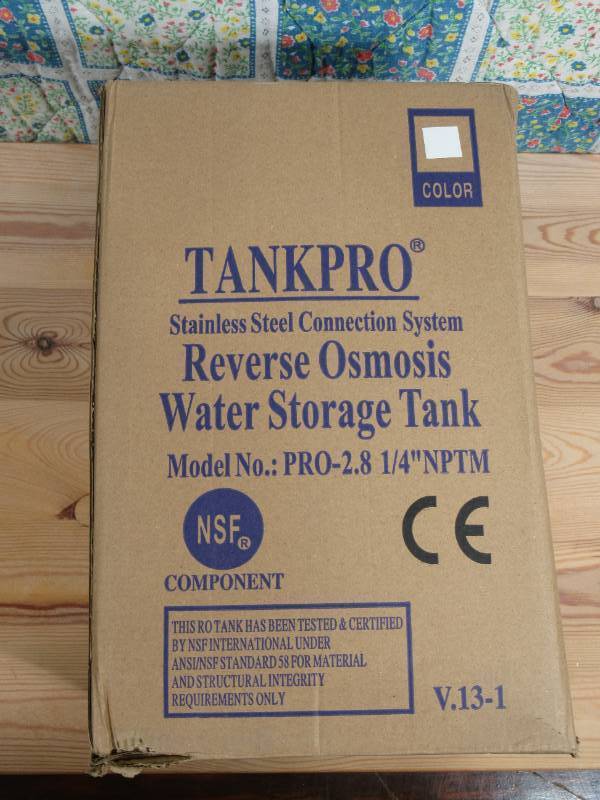 COLOR
TANKPRO®
Stainless Steel Connection System
Reverse Osmosis
Water Storage Tank
Model No.: PRO-2.8 1/4"NPTM
NSF®
CE
COMPONENT
THIS RO TANK HAS BEEN TESTED & CERTIFIED
BY NSF INTERNATIONAL UNDER
ANSI/NSF STANDARD 58 FOR MATERIAL
AND STRUCTURAL INTEGRITY
REQUIREMENTS ONLY
V.13-1